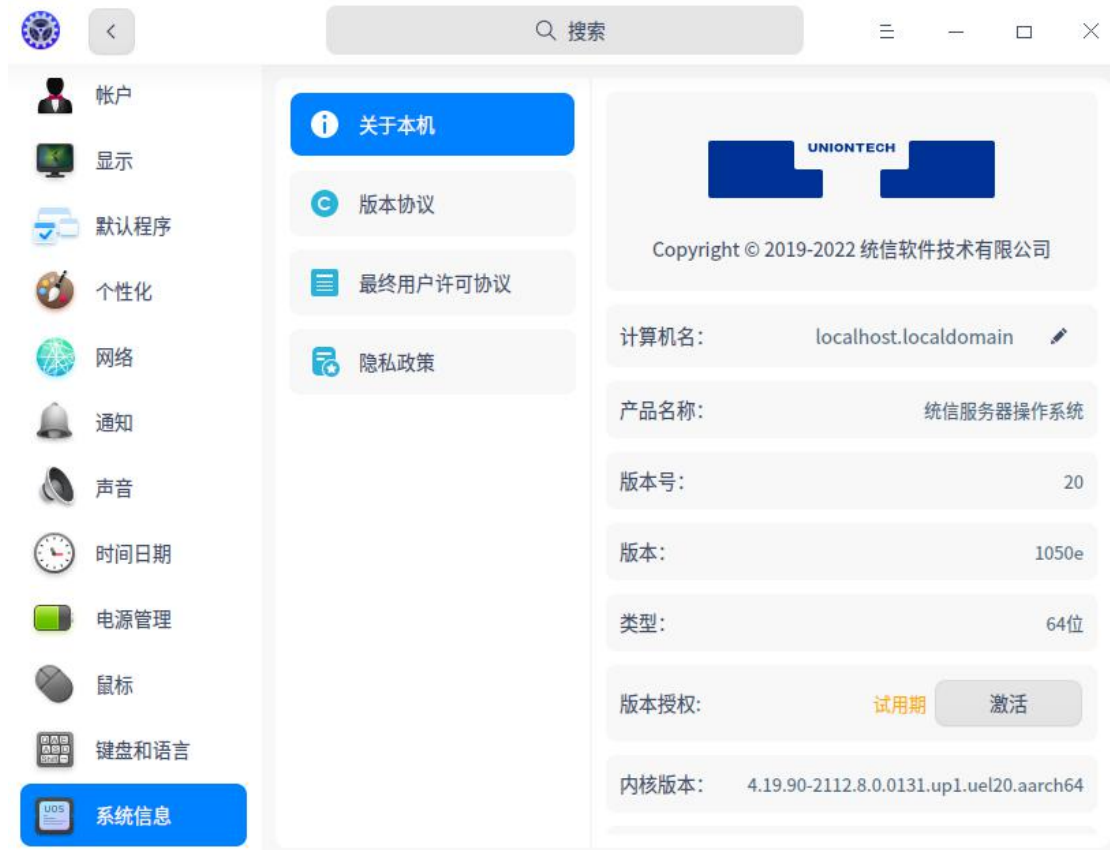 搜索
帐户
显示
默认程序
个性化
网络
通知
声音
时间日期
电源管理
鼠标
键盘和语言
UOS
系统信息
关于本机
版本协议
最终用户许可协议
隐私政策
UNIONTECH
Copyright © 2019-2022 统信软件技术有限公司
计算机名: localhost.localdomain
产品名称: 统信服务器操作系统
版本号: 20
版本: 1050e
类型: 64位
版本授权: 试用期 激活
内核版本: 4.19.90-2112.8.0.0131.up1.uel20.aarch64